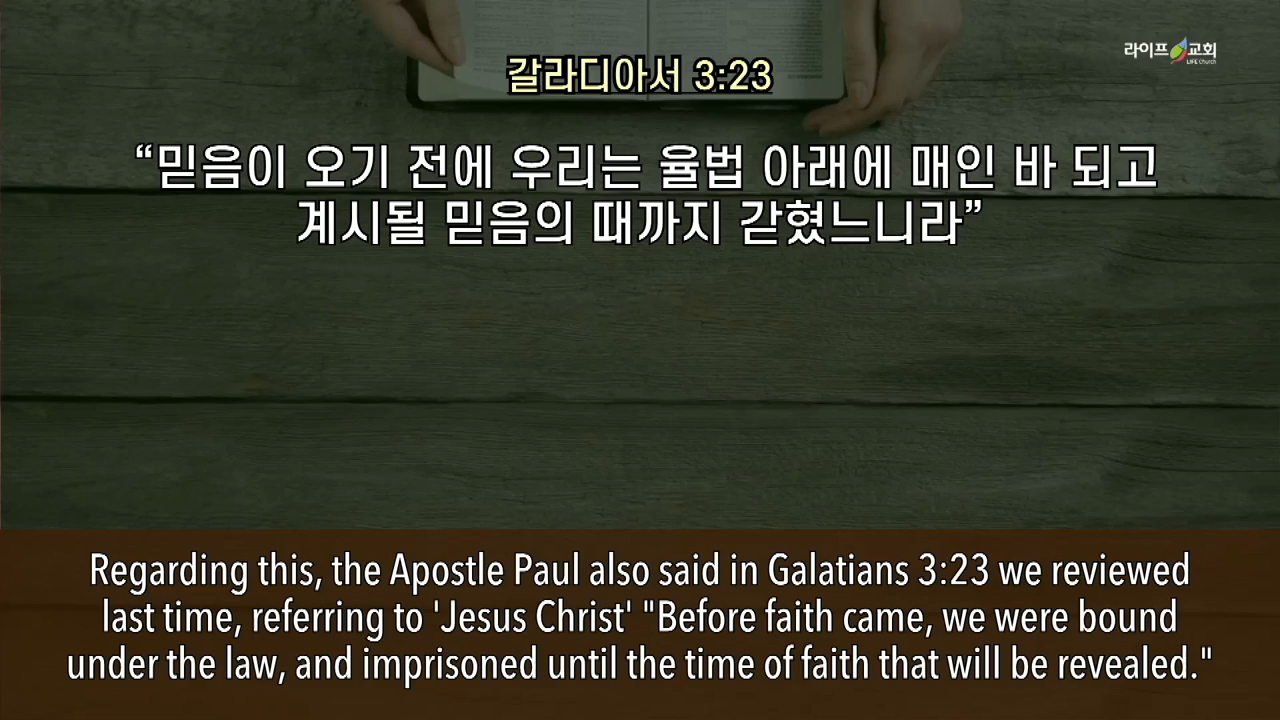 라이프 교회
LIFE Church
갈라디아서 3:23
“믿음이 오기 전에 우리는 율법 아래에 매인 바 되고
계시될 믿음의 때까지 갇혔느니라”
Regarding this, the Apostle Paul also said in Galatians 3:23 we reviewed
last time, referring to 'Jesus Christ' "Before faith came, we were bound
under the law, and imprisoned until the time of faith that will be revealed."